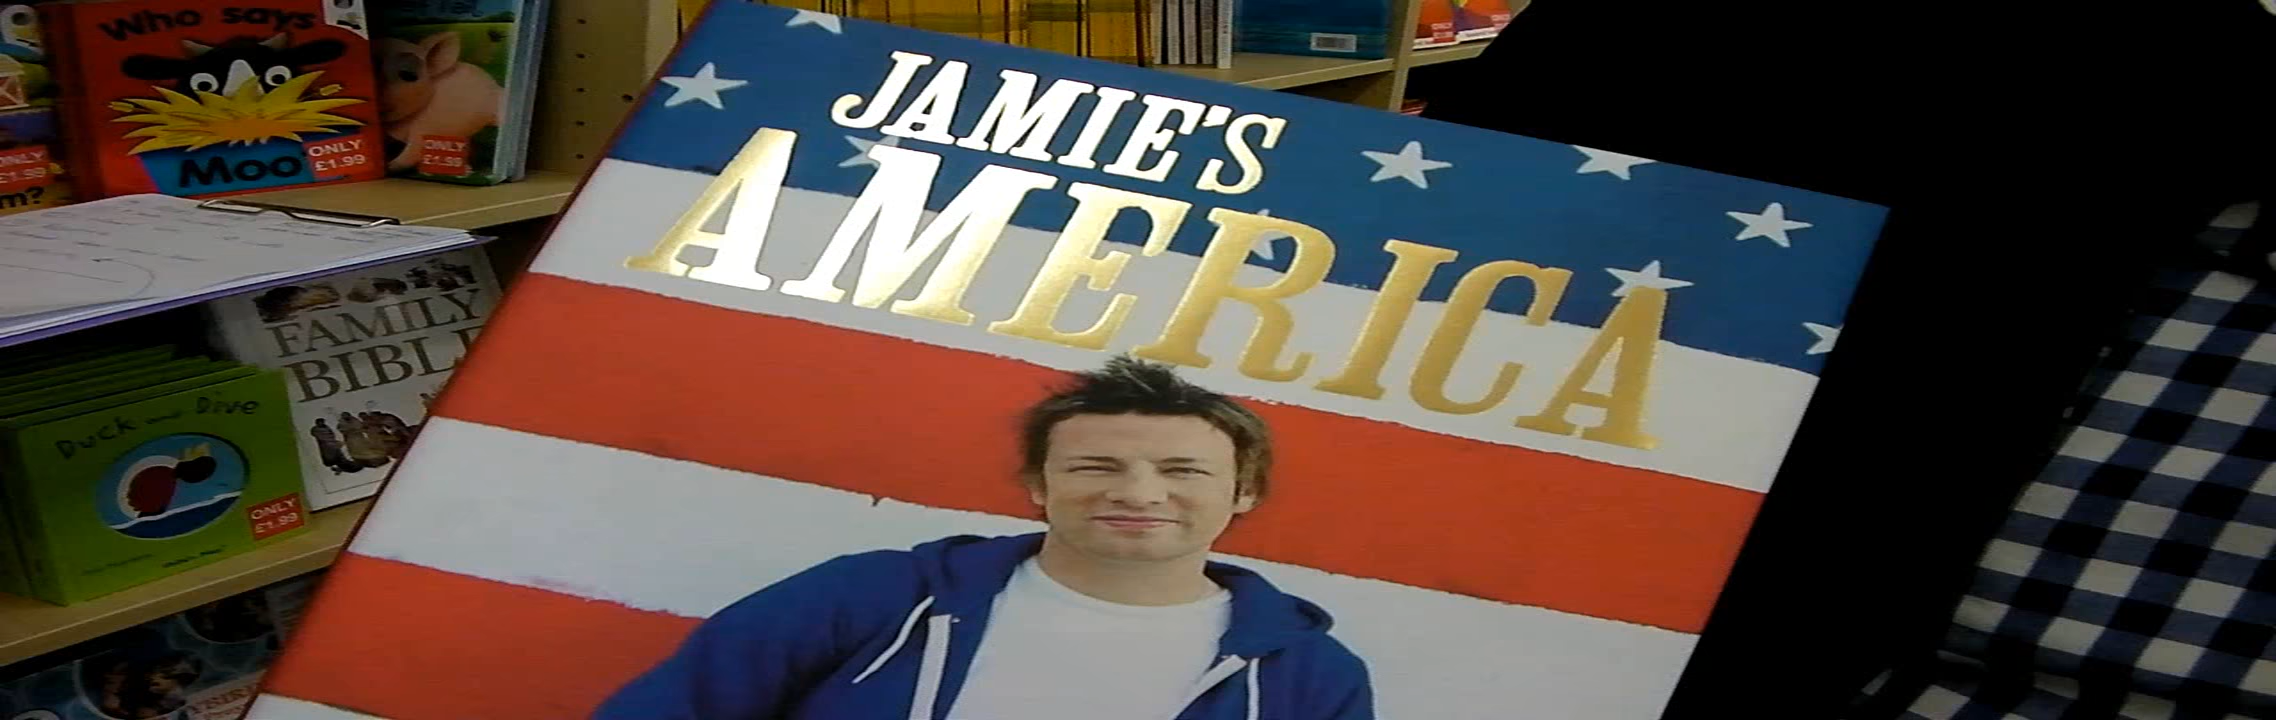 JAMIE'S
AMERICA
Who says
Moo
ONLY
£1.99
ONLY
£1.99
ONLY
£1.99
m?
FAMILY
BIBLE
Duck and Dive
ONLY
£1.99